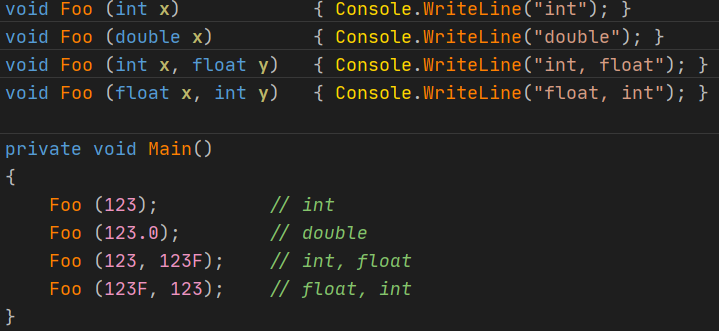 void Foo (int x)            { Console.WriteLine("int"); }
void Foo (double x)         { Console.WriteLine("double"); }
void Foo (int x, float y)   { Console.WriteLine("int, float"); }
void Foo (float x, int y)   { Console.WriteLine("float, int"); }
private void Main()
{
    Foo (123);          // int
    Foo (123.0);        // double
    Foo (123, 123F);    // int, float
    Foo (123F, 123);    // float, int
}